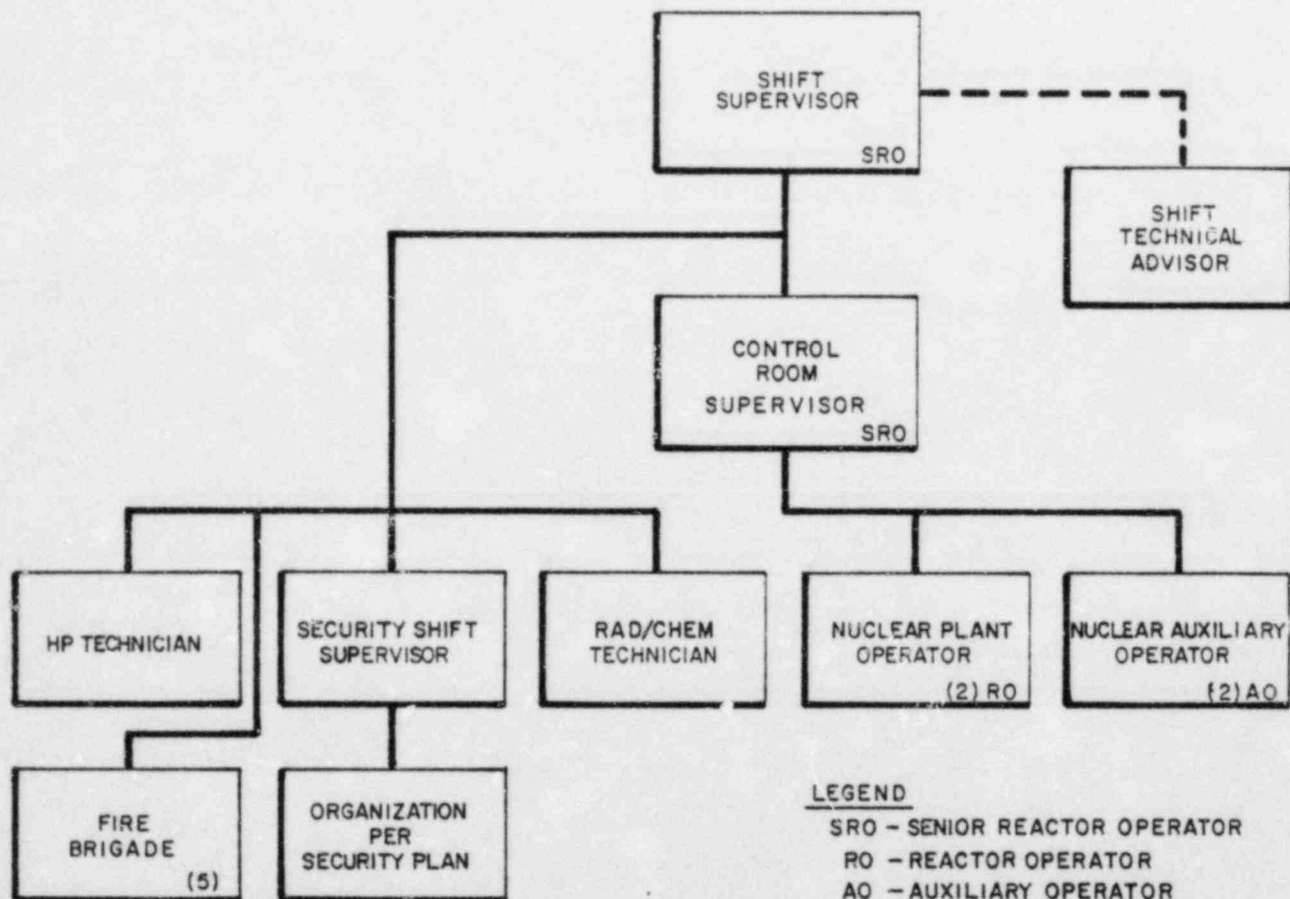 SHIFT
SUPERVISOR
SRO
SHIFT
TECHNICAL
ADVISOR
CONTROL
ROOM
SUPERVISOR
SRO
HP TECHNICIAN
SECURITY SHIFT
SUPERVISOR
RAD/CHEM
TECHNICIAN
NUCLEAR PLANT
OPERATOR
(2) RO
NUCLEAR AUXILIARY
OPERATOR
(2) AO
FIRE
BRIGADE
(5)
ORGANIZATION
PER
SECURITY PLAN
LEGEND
SRO - SENIOR REACTOR OPERATOR
RO - REACTOR OPERATOR
AO - AUXILIARY OPERATOR